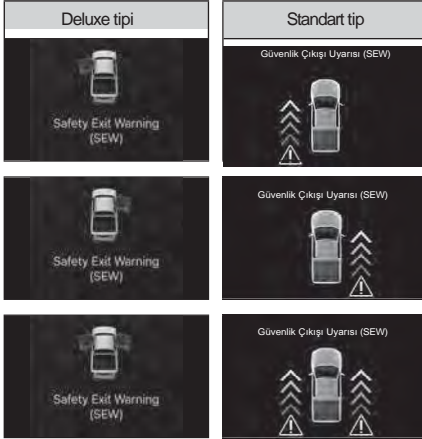 Deluxe tipi
Standart tip
Safety Exit Warning
(SEW)
Güvenlik Çıkışı Uyarısı (SEW)
Safety Exit Warning
(SEW)
Güvenlik Çıkışı Uyarısı (SEW)
Safety Exit Warning
(SEW)
Güvenlik Çıkışı Uyarısı (SEW)